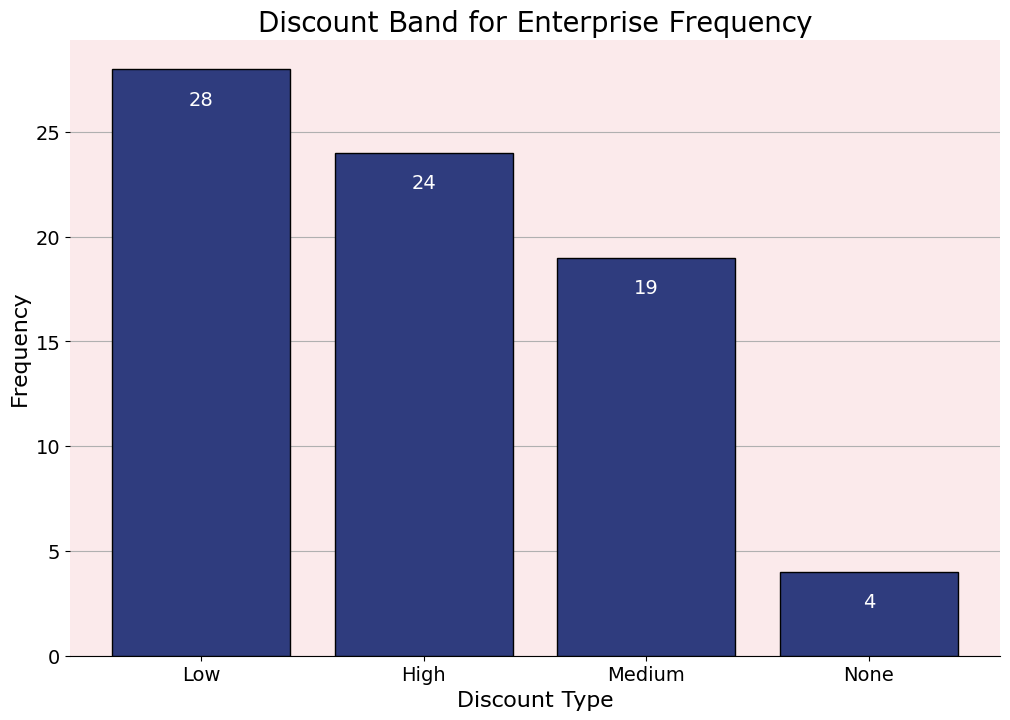 Discount Band for Enterprise Frequency
28
24
19
4
25
20
15
10
5
0
Frequency
Low High Medium None
Discount Type